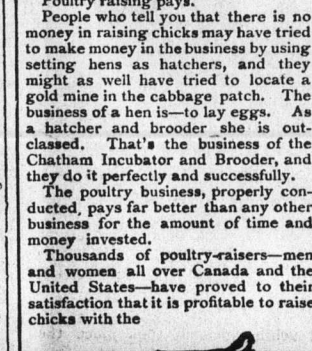 Poultry raising pays.
People who tell you that there is no
money in raising chicks may have tried
to make money in the business by using
setting hens as hatchers, and they
might as well have tried to locate a
gold mine in the cabbage patch. The
business of a hen is—to lay eggs. As
a hatcher and brooder she is out-
classed. That's the business of the
Chatham Incubator and Brooder, and
they do it perfectly and successfully.
The poultry business, properly con-
ducted, pays far better than any other
business for the amount of time and
money invested.
Thousands of poultry-raisers—men
and women all over Canada and the
United States—have proved to their
satisfaction that it is profitable to raise
chicks with the